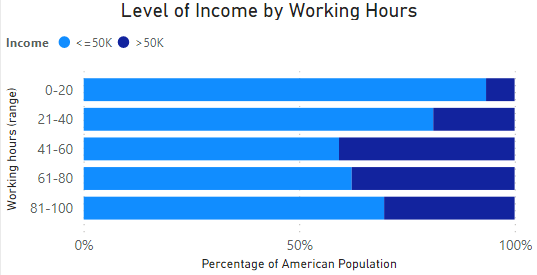 Level of Income by Working Hours
Income <=50K >50K
Working hours (range)
0-20
21-40
41-60
61-80
81-100
0% 50% 100%
Percentage of American Population